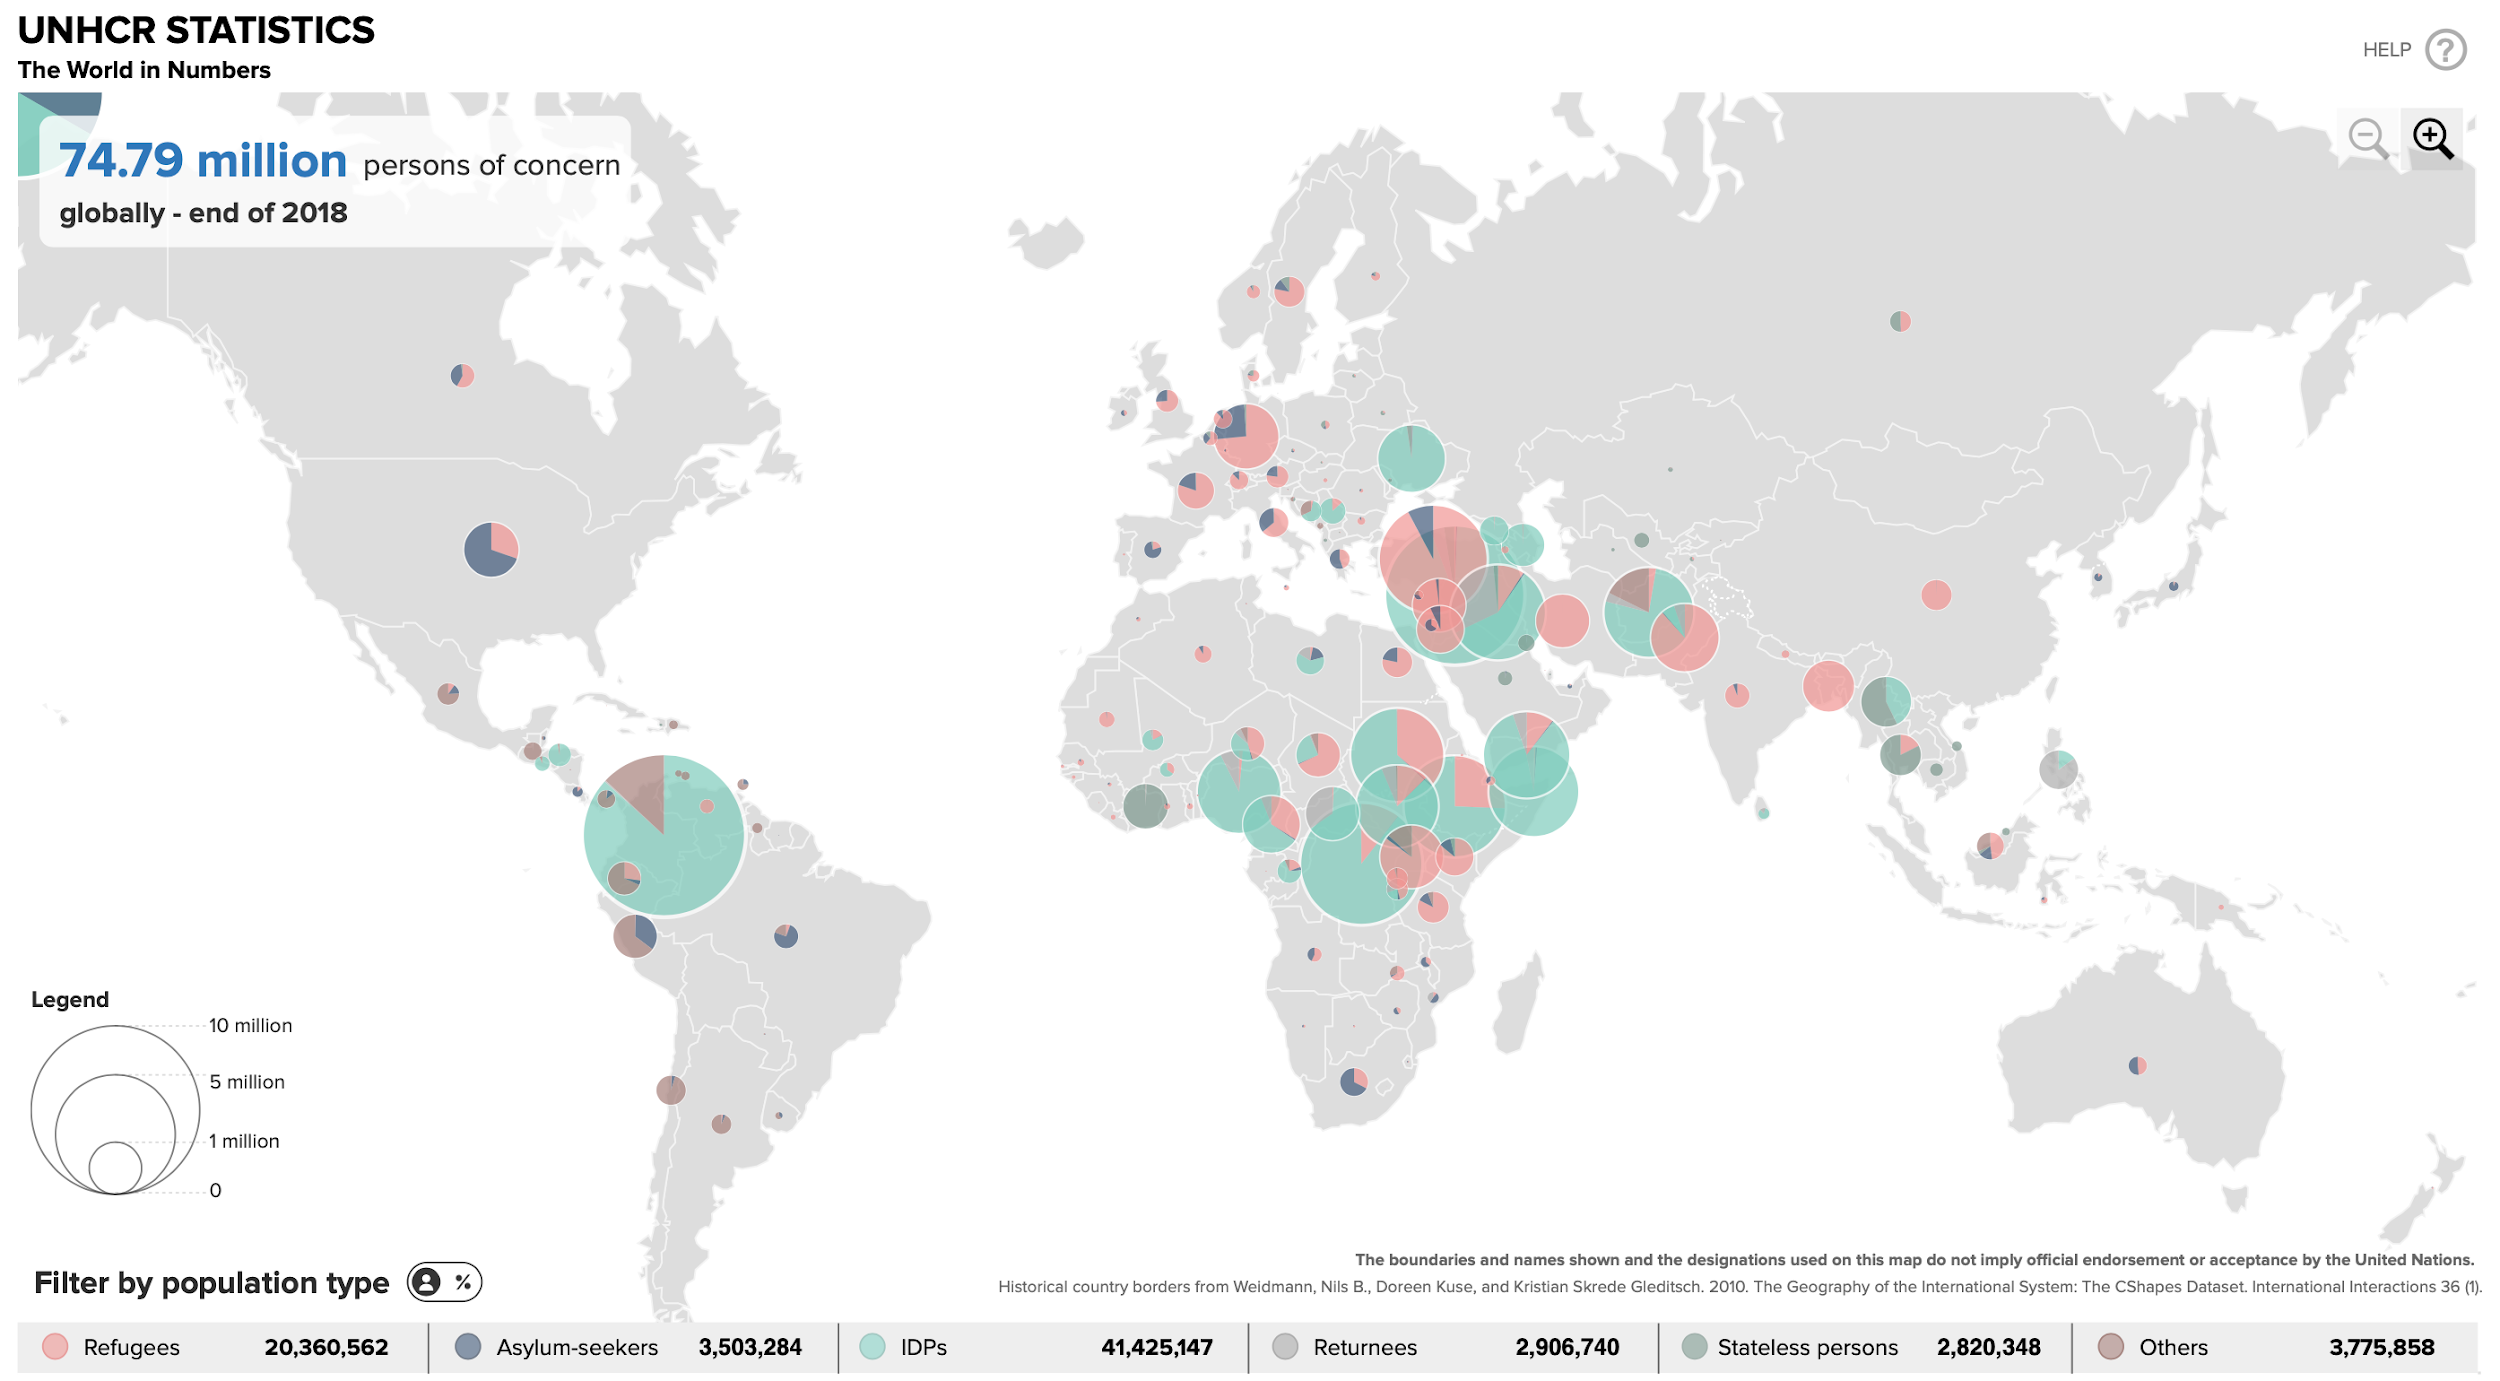 UNHCR STATISTICS
The World in Numbers
HELP ?
74.79 million persons of concern
globally - end of 2018
Legend
10 million
5 million
1 million
0
Filter by population type %
The boundaries and names shown and the designations used on this map do not imply official endorsement or acceptance by the United Nations.
Historical country borders from Weidmann, Nils B., Doreen Kuse, and Kristian Skrede Gleditsch. 2010. The Geography of the International System: The CShapes Dataset. International Interactions 36 (1).
Refugees 20,360,562 Asylum-seekers 3,503,284 IDPs 41,425,147 Returnees 2,906,740 Stateless persons 2,820,348 Others 3,775,858